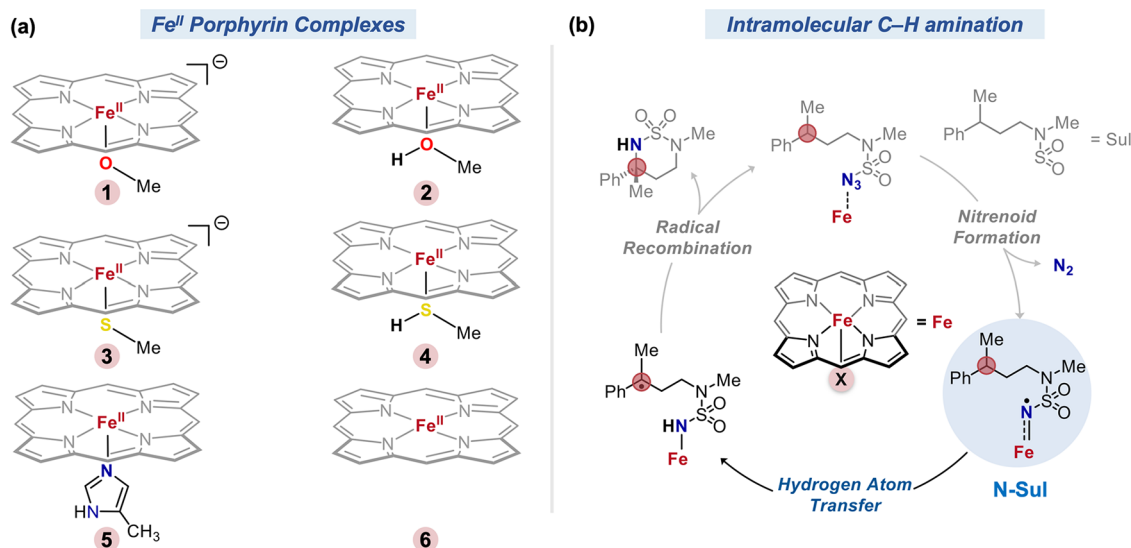 (a)
Fe^II Porphyrin Complexes
⊖
N
N
Fe^II
N
N
O
Me
1
N
N
Fe^II
N
N
H
O
Me
2
⊖
N
N
Fe^II
N
N
S
Me
3
N
N
Fe^II
N
N
H
S
Me
4
N
N
Fe^II
N
N
N
HN
CH3
5
N
N
Fe^II
N
N
6
(b)
Intramolecular C–H amination
O O
S
HN
N
Me
Ph
Me
Me
Ph
N
Me
S
O
O
N3
Fe
Me
Ph
N
Me
O
S
O
= Sul
Radical
Recombination
Nitrenoid
Formation
N2
N
N
Fe
N
N
X
= Fe
Me
Ph
N
Me
S
O
O
HN
Fe
Me
Ph
N
Me
S
O
O
N
Fe
N-Sul
Hydrogen Atom
Transfer